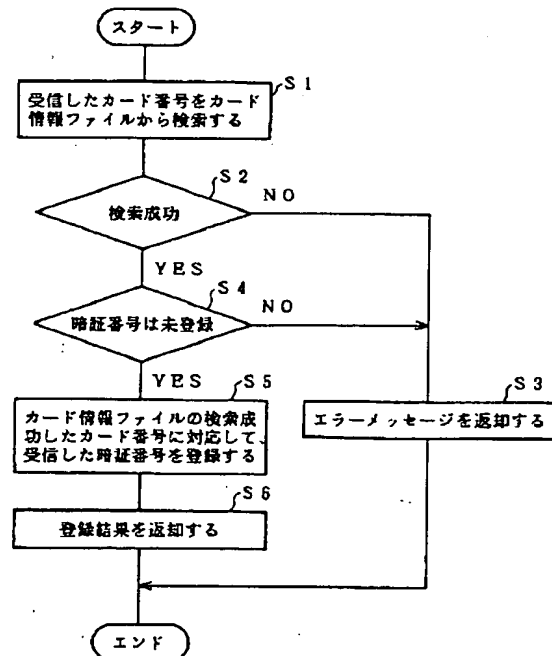 スタート
S1
受信したカード番号をカード
情報ファイルから検索する
S2
検索成功
NO
YES
S4
暗証番号は未登録
NO
YES
S5
カード情報ファイルの検索成
功したカード番号に対応して、
受信した暗証番号を登録する
S3
エラーメッセージを返却する
S6
登録結果を返却する
エンド